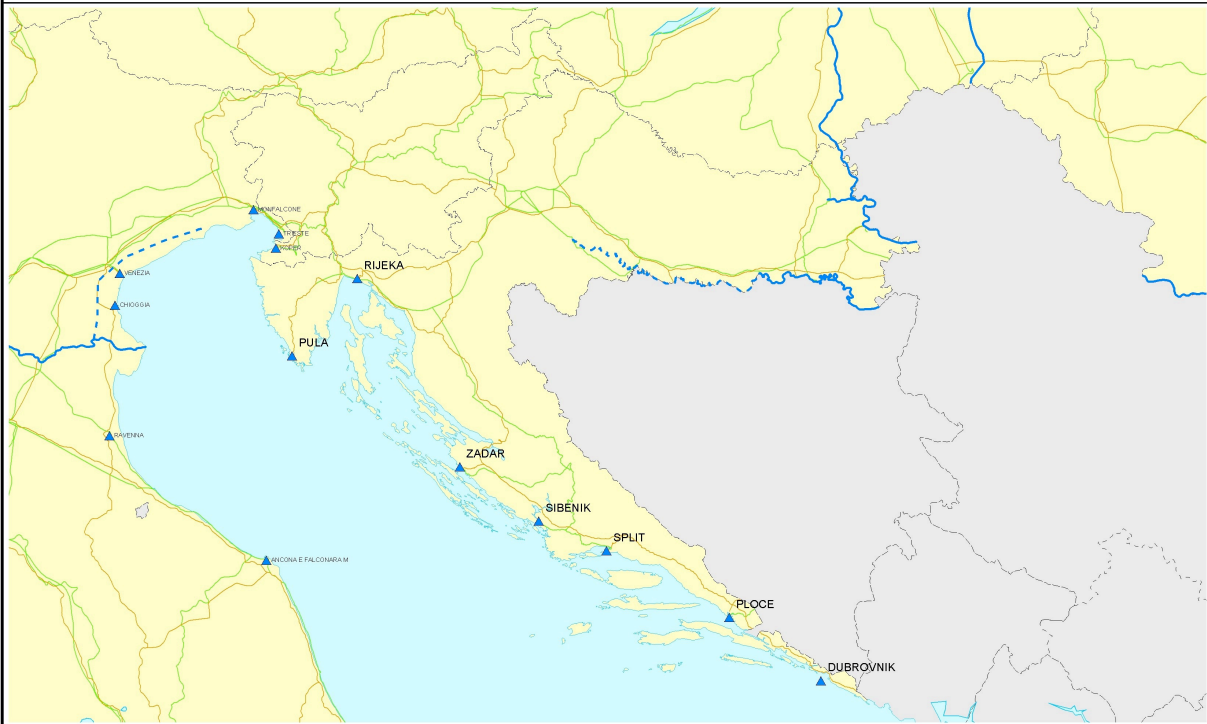 MONFALCONE
TRIESTE
KOPER
RIJEKA
VENEZIA
CHIOGGIA
PULA
RAVENNA
ZADAR
SIBENIK
SPLIT
ANCONA E FALCONARA M
PLOCE
DUBROVNIK